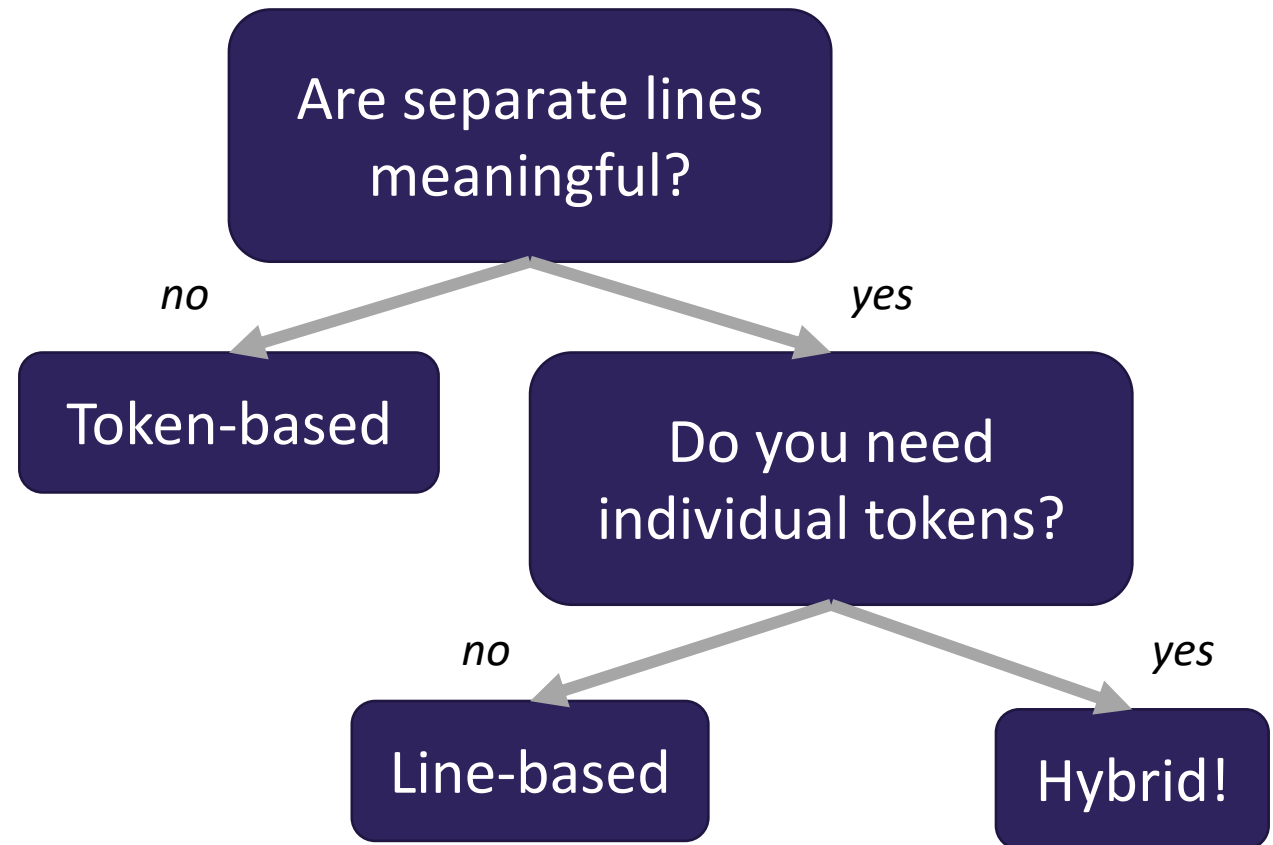 Are separate lines
meaningful?
no
yes
Token-based
Do you need
individual tokens?
no
yes
Line-based
Hybrid!